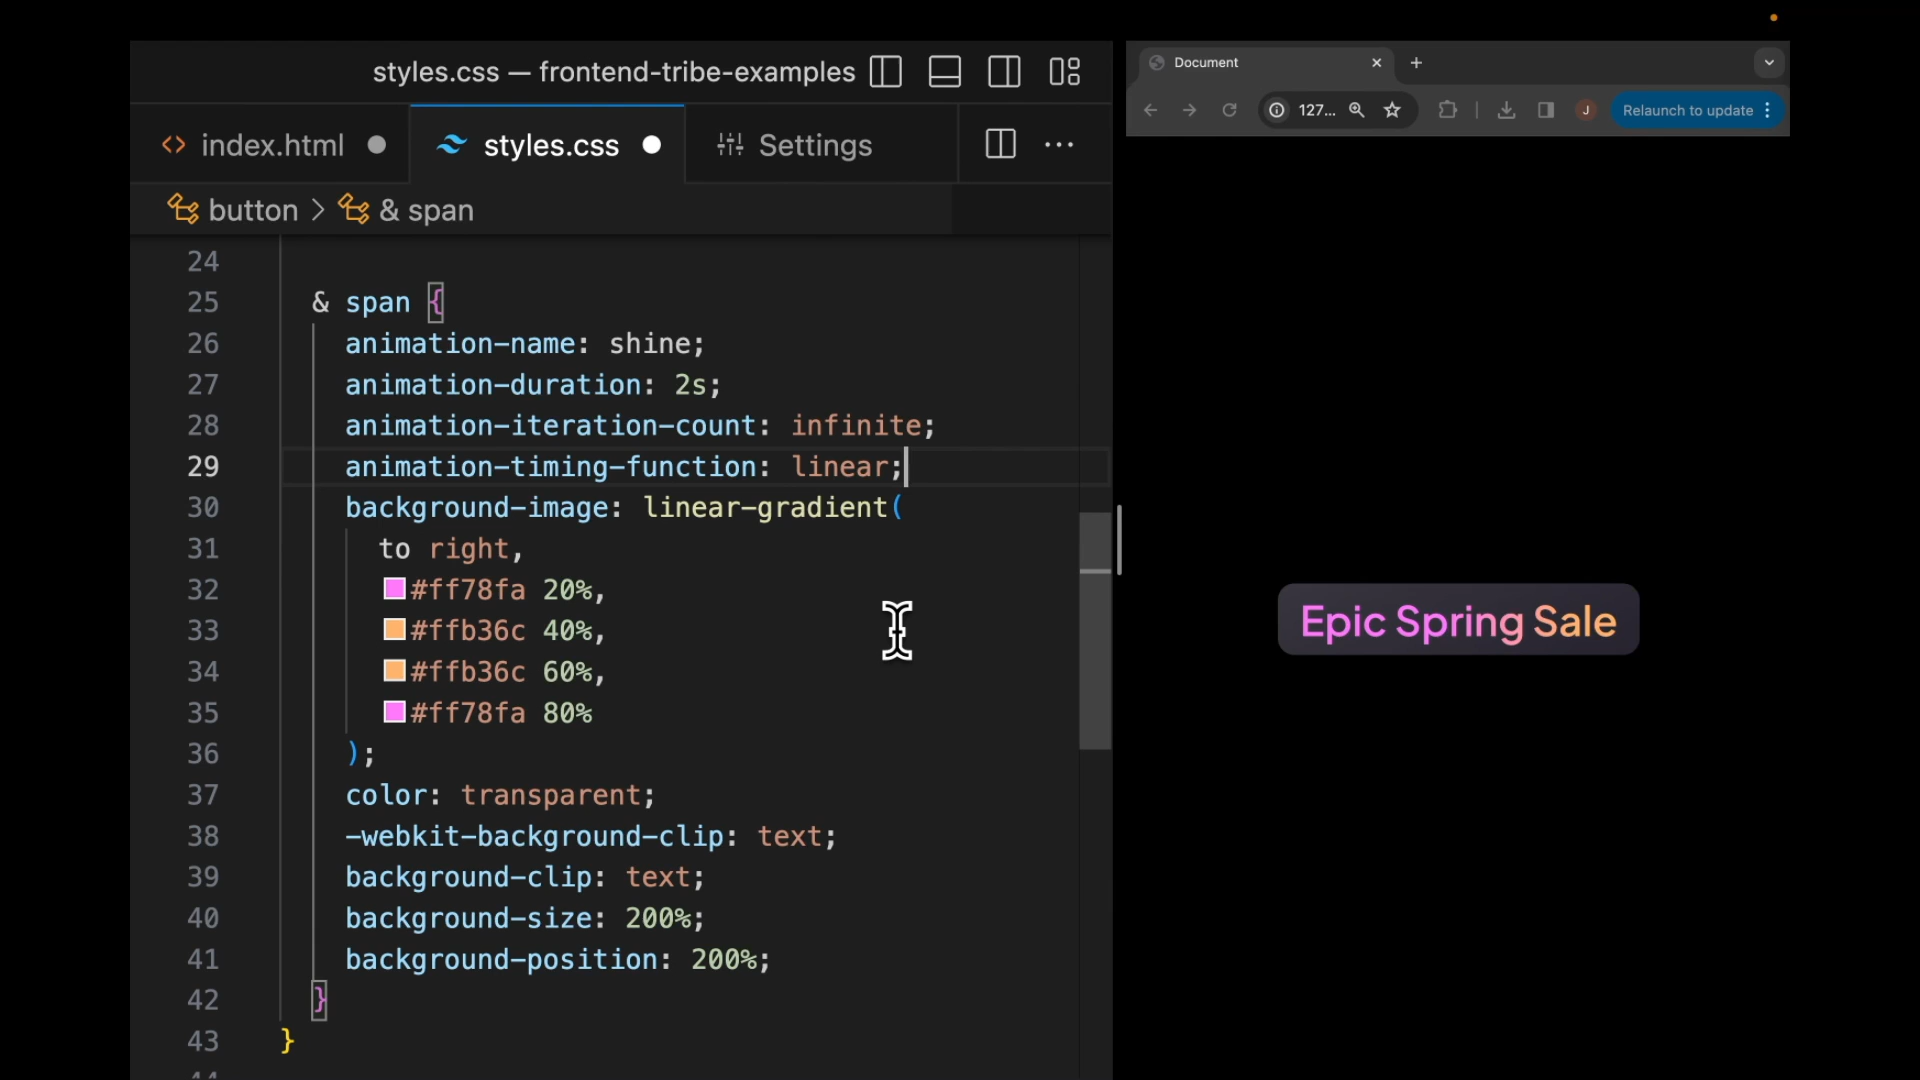 styles.css — frontend-tribe-examples
index.html
styles.css
Settings
button > & span
24
25 & span {
26 animation-name: shine;
27 animation-duration: 2s;
28 animation-iteration-count: infinite;
29 animation-timing-function: linear;
30 background-image: linear-gradient(
31 to right,
32 #ff78fa 20%,
33 #ffb36c 40%,
34 #ffb36c 60%,
35 #ff78fa 80%
36 );
37 color: transparent;
38 -webkit-background-clip: text;
39 background-clip: text;
40 background-size: 200%;
41 background-position: 200%;
42 }
43 }
Document
127...
J
Relaunch to update
Epic Spring Sale